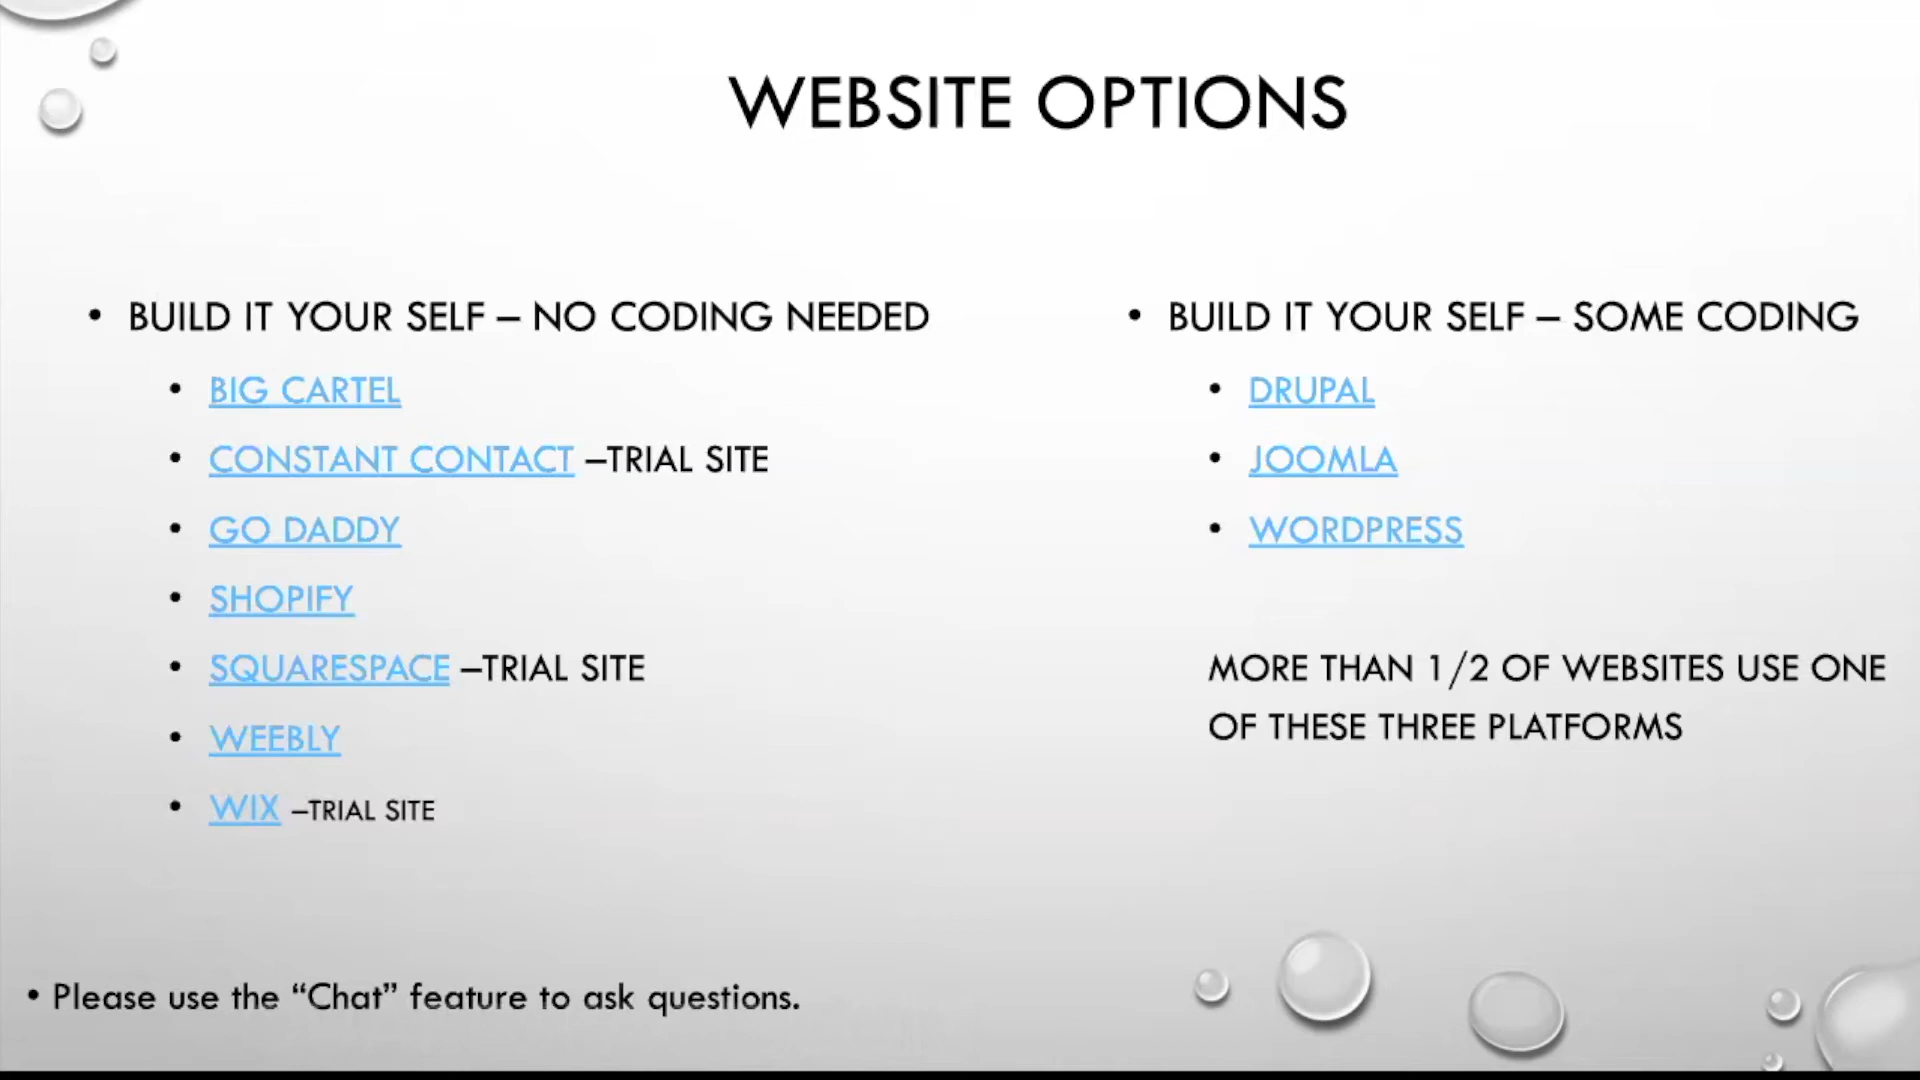 WEBSITE OPTIONS
• BUILD IT YOUR SELF – NO CODING NEEDED
• BIG CARTEL
• CONSTANT CONTACT –TRIAL SITE
• GO DADDY
• SHOPIFY
• SQUARESPACE –TRIAL SITE
• WEEBLY
• WIX –TRIAL SITE
• BUILD IT YOUR SELF – SOME CODING
• DRUPAL
• JOOMLA
• WORDPRESS
MORE THAN 1/2 OF WEBSITES USE ONE
OF THESE THREE PLATFORMS
• Please use the “Chat” feature to ask questions.